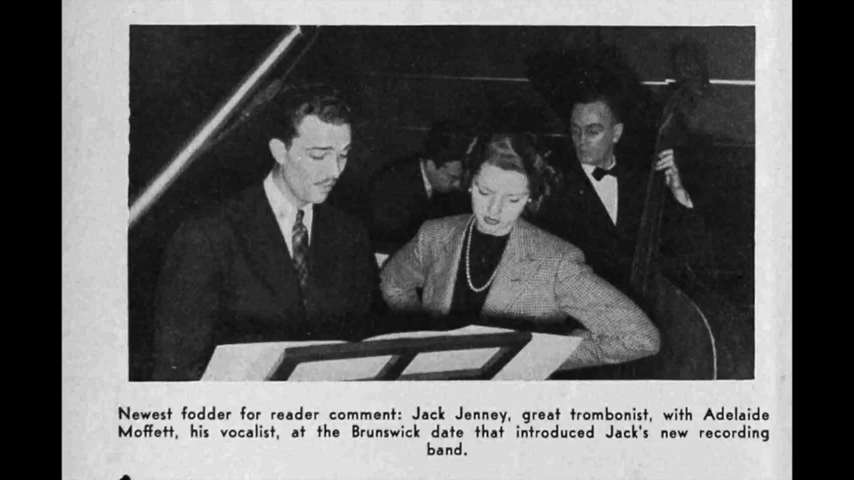 Newest fodder for reader comment: Jack Jenney, great trombonist, with Adelaide
Moffett, his vocalist, at the Brunswick date that introduced Jack's new recording
band.